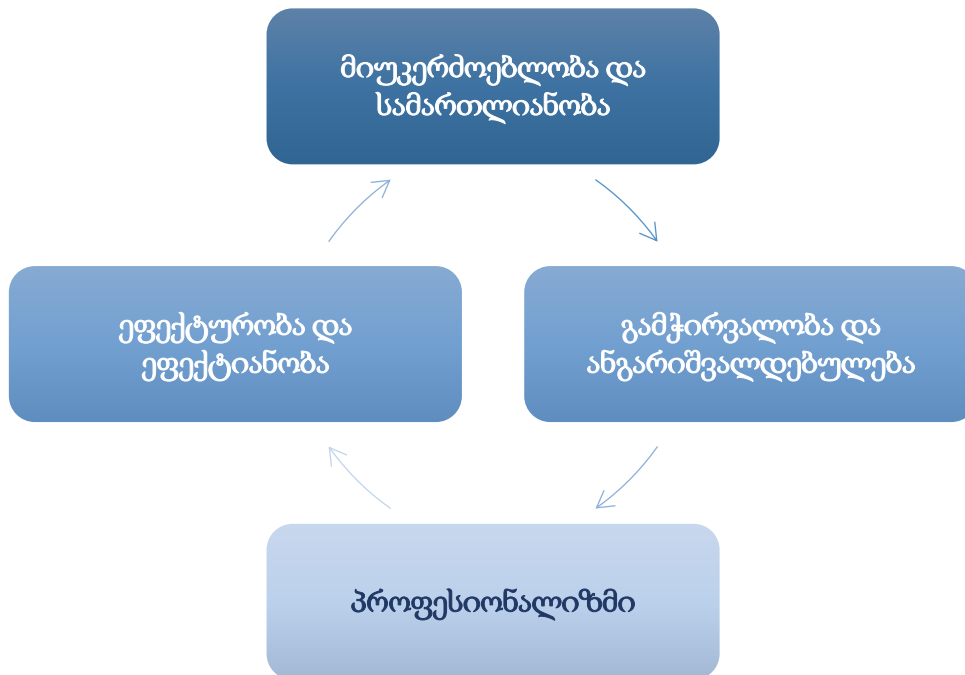 მიუკერძოებლობა და
სამართლიანობა
ეფექტურობა და
ეფექტიანობა
გამჭირვალობა და
ანგარიშვალდებულება
პროფესიონალიზმი